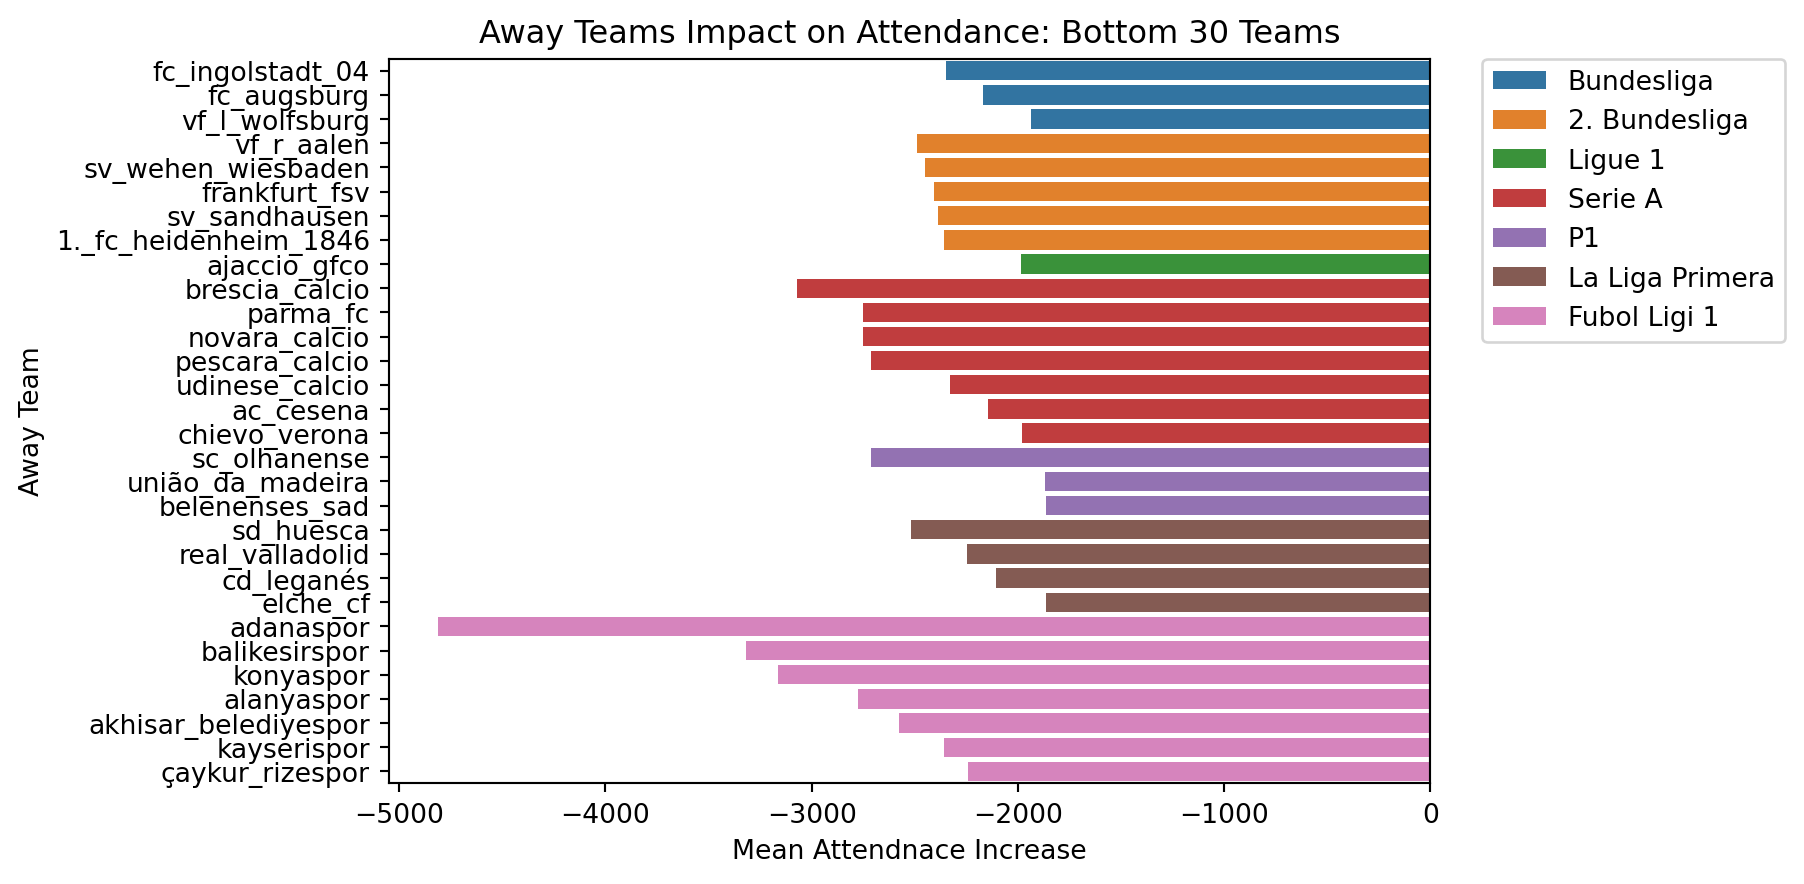 Away Teams Impact on Attendance: Bottom 30 Teams
fc_ingolstadt_04
fc_augsburg
vf_l_wolfsburg
vf_r_aalen
sv_wehen_wiesbaden
frankfurt_fsv
sv_sandhausen
1._fc_heidenheim_1846
ajaccio_gfco
brescia_calcio
parma_fc
novara_calcio
pescara_calcio
udinese_calcio
ac_cesena
chievo_verona
sc_olhanense
união_da_madeira
belenenses_sad
sd_huesca
real_valladolid
cd_leganés
elche_cf
adanaspor
balikesirspor
konyaspor
alanyaspor
akhisar_belediyespor
kayserispor
çaykur_rizespor
Away Team
−5000 −4000 −3000 −2000 −1000 0
Mean Attendnace Increase
Bundesliga
2. Bundesliga
Ligue 1
Serie A
P1
La Liga Primera
Fubol Ligi 1